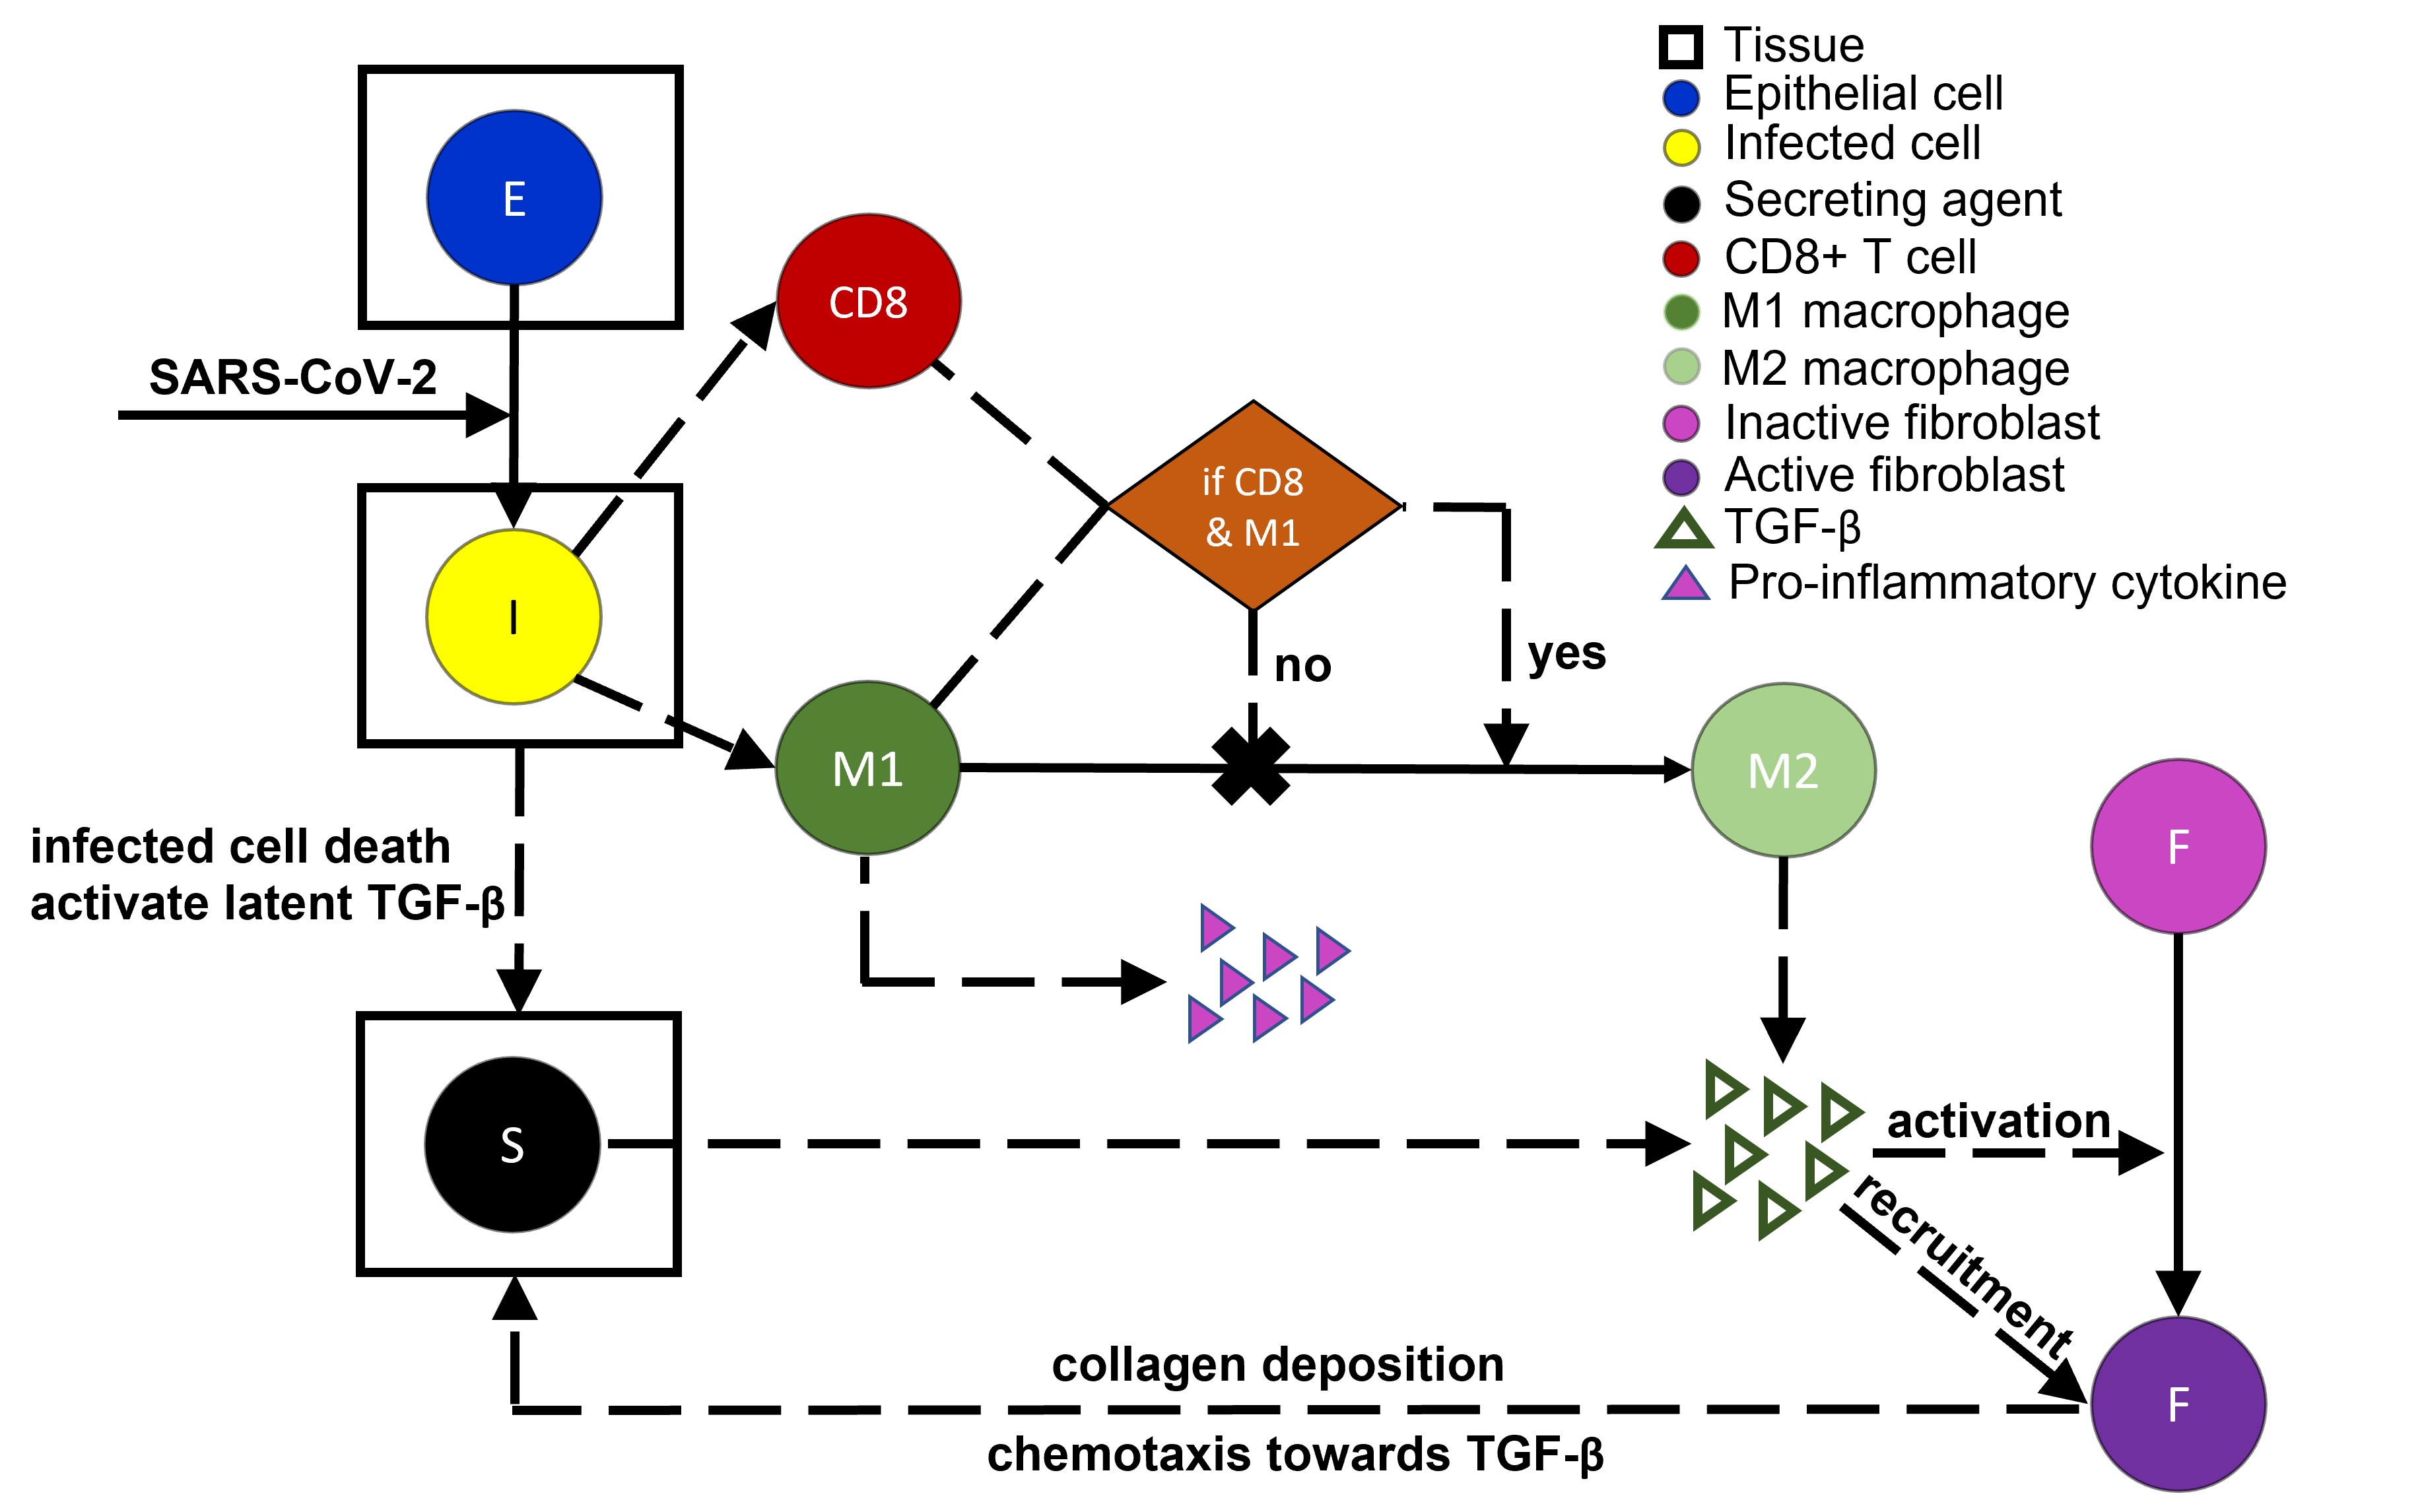 Tissue
Epithelial cell
Infected cell
Secreting agent
CD8+ T cell
M1 macrophage
M2 macrophage
Inactive fibroblast
Active fibroblast
TGF-β
Pro-inflammatory cytokine
E
CD8
SARS-CoV-2
if CD8
& M1
I
no
yes
M1
M2
F
infected cell death
activate latent TGF-β
S
activation
recruitment
collagen deposition
F
chemotaxis towards TGF-β